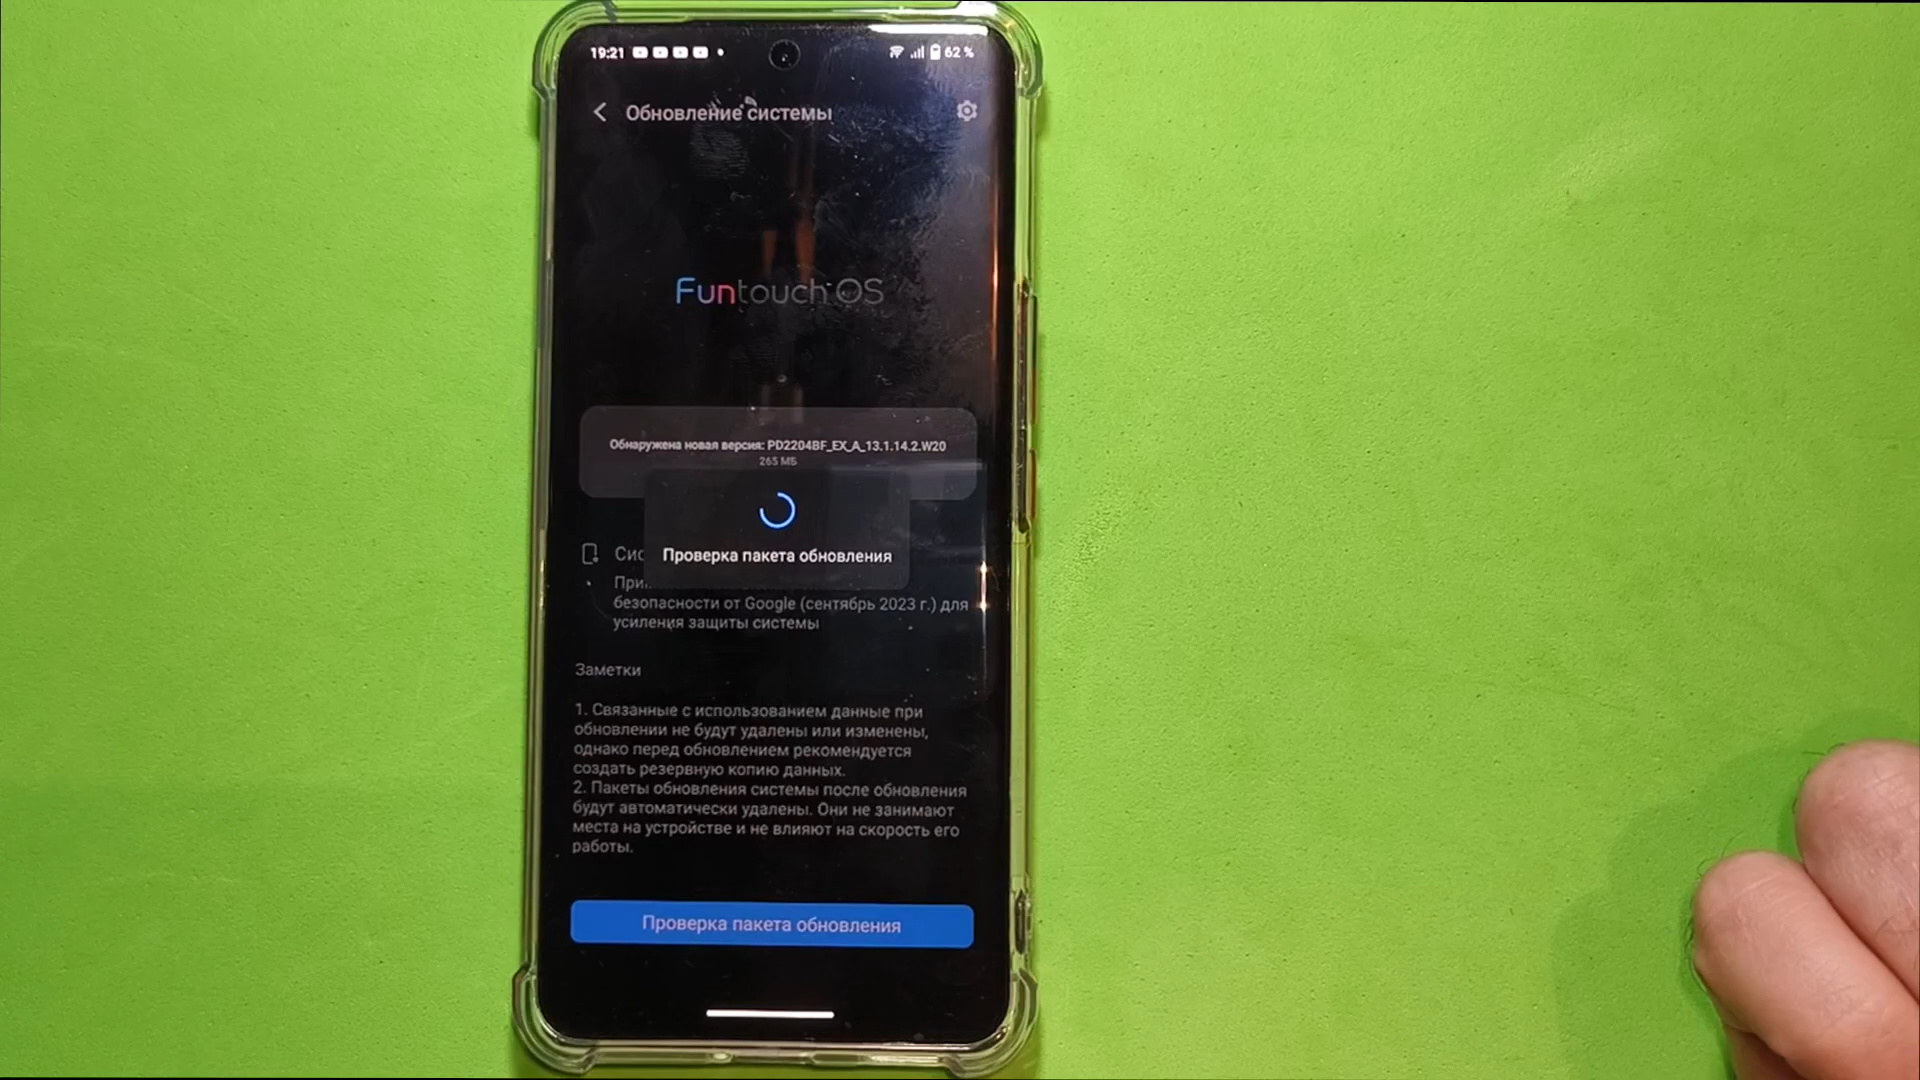 19:21
62 %
Обновление системы
Funtouch OS
Обнаружена новая версия: PD2204BF_EX_A_13.1.14.2.W20
265 МБ
Проверка пакета обновления
безопасности от Google (сентябрь 2023 г.) для
усиления защиты системы
Заметки
1. Связанные с использованием данные при
обновлении не будут удалены или изменены,
однако перед обновлением рекомендуется
создать резервную копию данных.
2. Пакеты обновления системы после обновления
будут автоматически удалены. Они не занимают
места на устройстве и не влияют на скорость его
работы.
Проверка пакета обновления